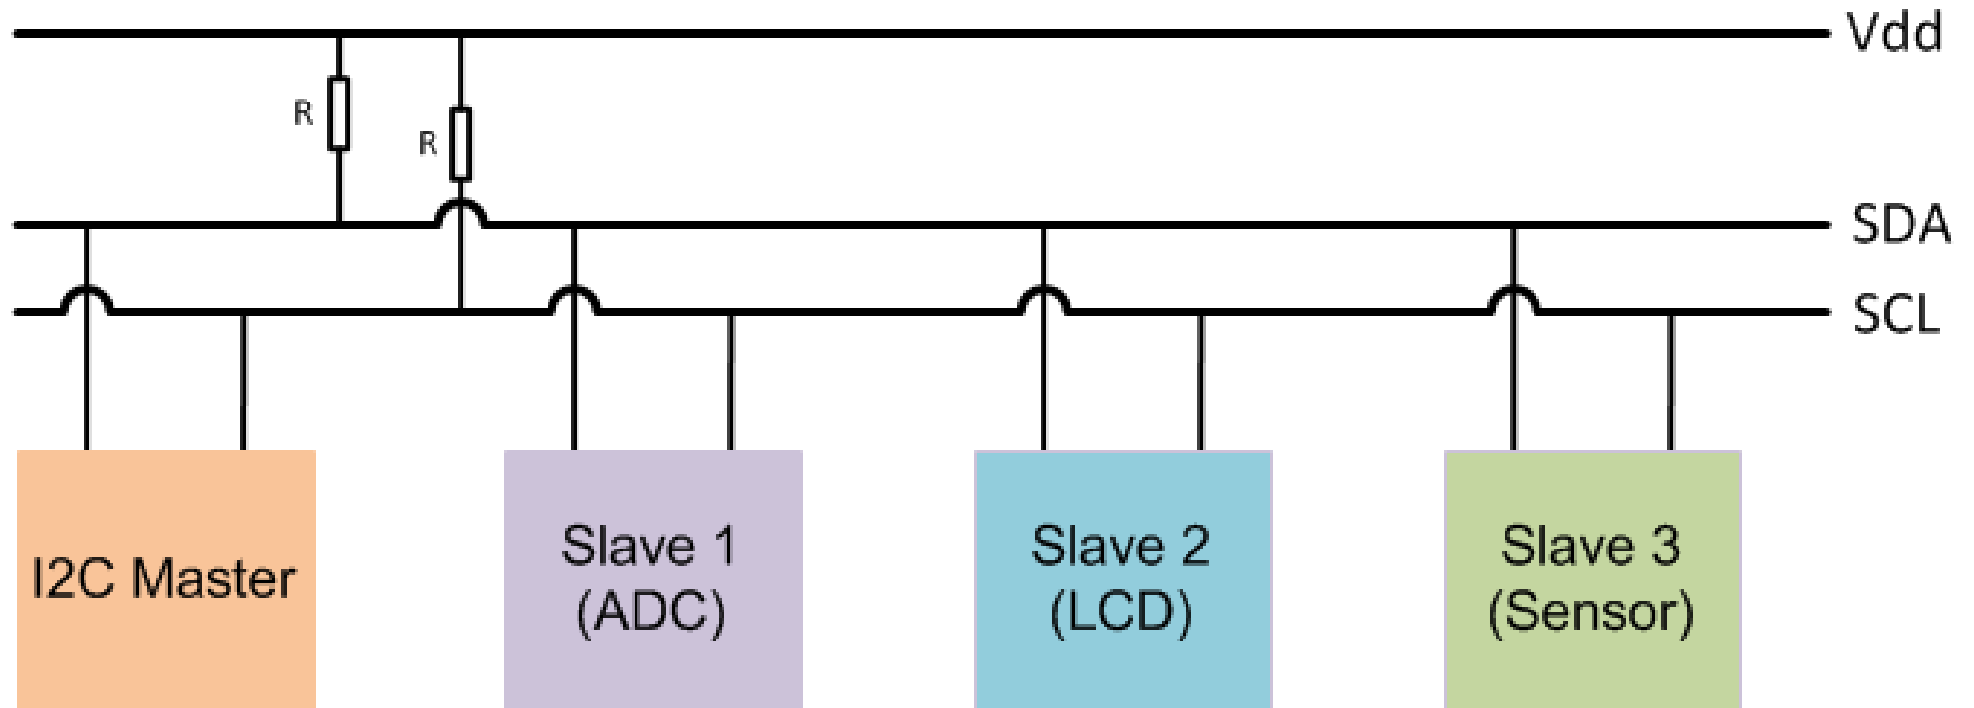 Vdd
R
R
SDA
SCL
I2C Master
Slave 1
(ADC)
Slave 2
(LCD)
Slave 3
(Sensor)